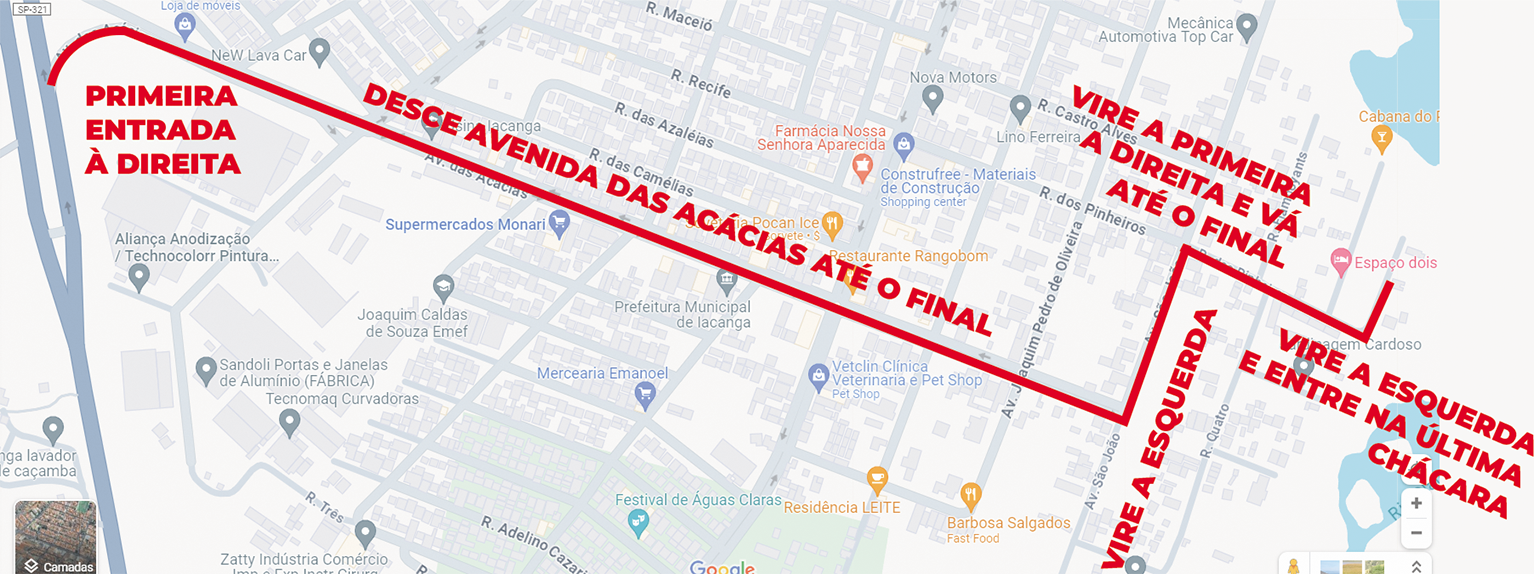 SP-321
Loja de móveis
NeW Lava Car
PRIMEIRA
ENTRADA
À DIREITA
R. Maceió
R. Recife
R. das Azaléias
R. das Camélias
Av. das Acácias
DESCE AVENIDA DAS ACÁCIAS ATÉ O FINAL
Mecânica
Automotiva Top Car
Nova Motors
Lino Ferreira
R. Castro Alves
Cabana do
VIRE A PRIMEIRA
A DIREITA E VÁ
ATÉ O FINAL
Farmácia Nossa
Senhora Aparecida
Construfree - Materiais
de Construção
Shopping center
R. dos Pinheiros
Supermercados Monari
Pocan Ice
Restaurante Rangobom
Aliança Anodização
/ Technocolorr Pintura...
Espaço dois
Joaquim Caldas
de Souza Emef
Prefeitura Municipal
de Iacanga
Av. Joaquim Pedro de Oliveira
Sandoli Portas e Janelas
de Alumínio (FÁBRICA)
Tecnomaq Curvadoras
Mercearia Emanoel
Vetclin Clínica
Veterinaria e Pet Shop
Pet Shop
Cardoso
VIRE A ESQUERDA
VIRE A ESQUERDA
E ENTRE NA ÚLTIMA
CHÁCARA
R. Quatro
Av. São João
lavador
de caçamba
R. Três
Festival de Águas Claras
Residência LEITE
Barbosa Salgados
Fast Food
R. Adelino Cazari
Zatty Indústria Comércio
Google
Camadas